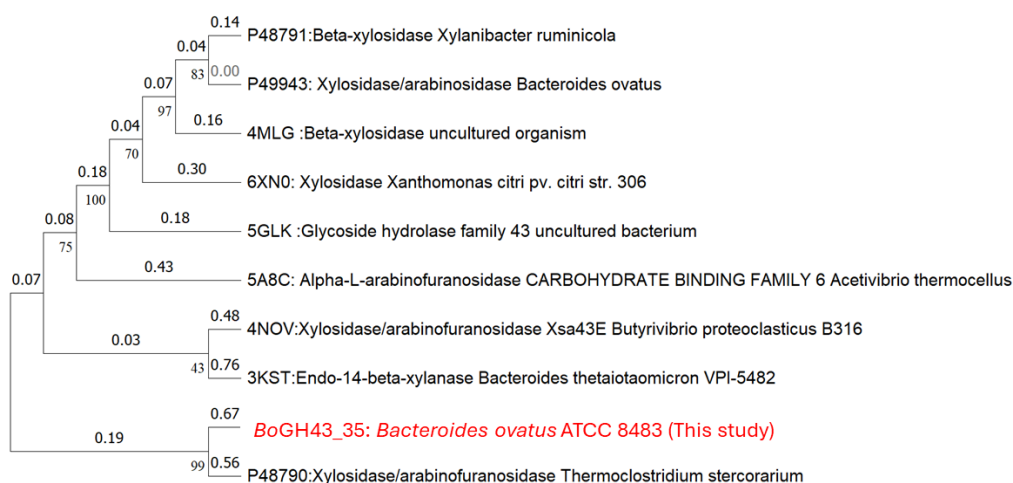 0.14
P48791:Beta-xylosidase Xylanibacter ruminicola
0.04
83
0.00
P49943: Xylosidase/arabinosidase Bacteroides ovatus
0.07
97
0.16
4MLG :Beta-xylosidase uncultured organism
0.04
70
0.30
6XN0: Xylosidase Xanthomonas citri pv. citri str. 306
0.18
100
0.18
5GLK :Glycoside hydrolase family 43 uncultured bacterium
0.08
75
0.43
5A8C: Alpha-L-arabinofuranosidase CARBOHYDRATE BINDING FAMILY 6 Acetivibrio thermocellus
0.07
0.48
4NOV:Xylosidase/arabinofuranosidase Xsa43E Butyrivibrio proteoclasticus B316
0.03
43
0.76
3KST:Endo-14-beta-xylanase Bacteroides thetaiotaomicron VPI-5482
0.67
BoGH43_35: Bacteroides ovatus ATCC 8483 (This study)
0.19
99
0.56
P48790:Xylosidase/arabinofuranosidase Thermoclostridium stercorarium